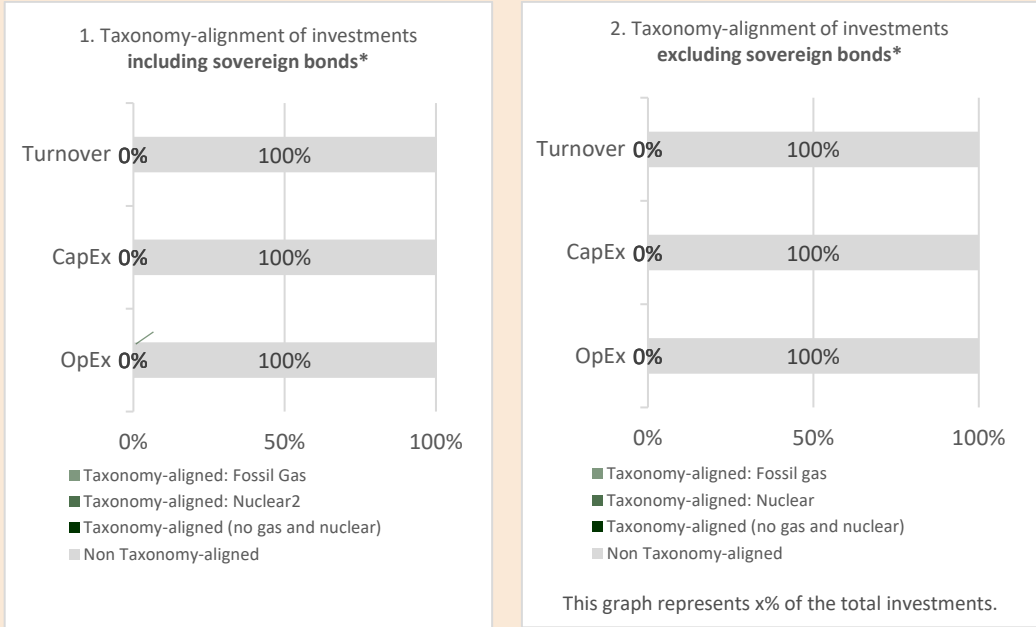 1. Taxonomy-alignment of investments
including sovereign bonds*
Turnover 0% 100%
CapEx 0% 100%
OpEx 0% 100%
0% 50% 100%
Taxonomy-aligned: Fossil Gas
Taxonomy-aligned: Nuclear2
Taxonomy-aligned (no gas and nuclear)
Non Taxonomy-aligned
2. Taxonomy-alignment of investments
excluding sovereign bonds*
Turnover 0% 100%
CapEx 0% 100%
OpEx 0% 100%
0% 50% 100%
Taxonomy-aligned: Fossil gas
Taxonomy-aligned: Nuclear
Taxonomy-aligned (no gas and nuclear)
Non Taxonomy-aligned
This graph represents x% of the total investments.